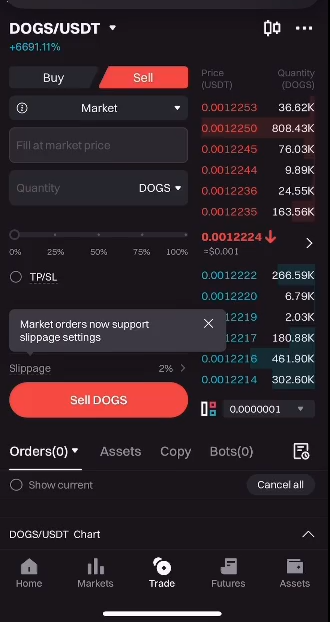 DOGS/USDT
+6691.11%
Buy
Sell
Market
Fill at market price
Quantity
DOGS
0%
25%
50%
75%
100%
TP/SL
Market orders now support
slippage settings
Slippage
2%
Sell DOGS
Price
(USDT)
Quantity
(DOGS)
0.0012253
36.62K
0.0012250
808.43K
0.0012245
76.03K
0.0012244
9.89K
0.0012236
24.55K
0.0012235
163.56K
0.0012224
≈$0.001
0.0012222
266.59K
0.0012220
6.79K
12219
2.03K
12217
180.88K
0.0012216
461.90K
0.0012214
302.60K
0.0000001
Orders(0)
Assets
Copy
Bots(0)
Show current
Cancel all
DOGS/USDT Chart
Home
Markets
Trade
Futures
Assets